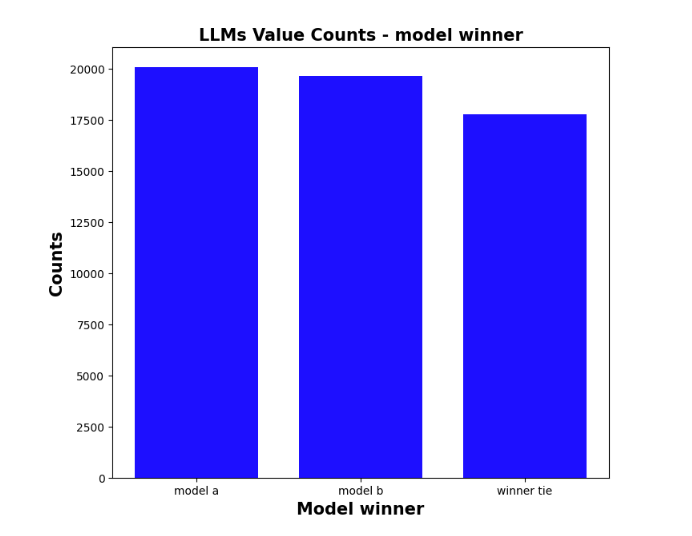 LLMs Value Counts - model winner
20000
17500
15000
12500
10000
7500
5000
2500
0
Counts
model a
model b
winner tie
Model winner